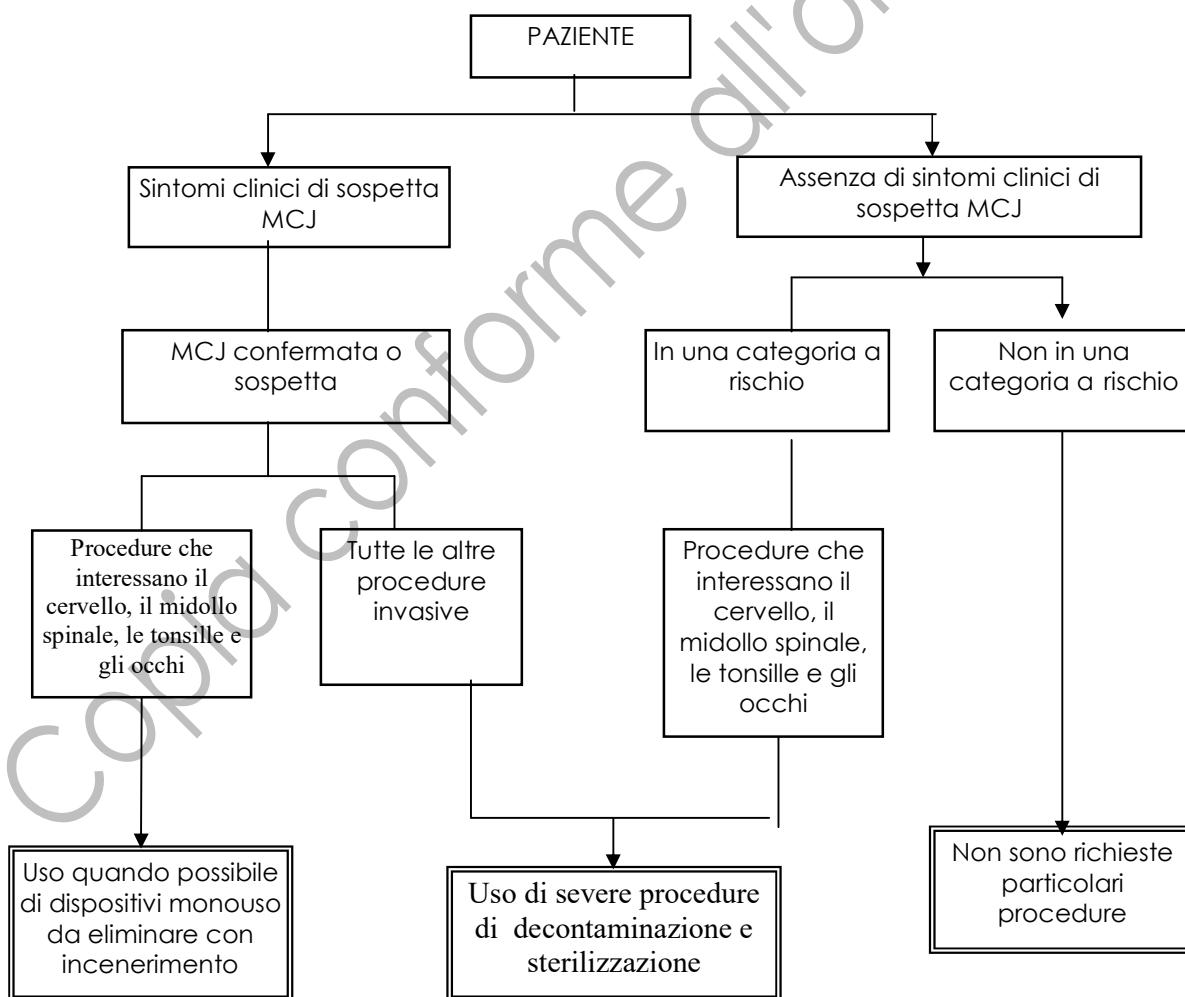 PAZIENTE
Sintomi clinici di sospetta
MCJ
Assenza di sintomi clinici di
sospetta MCJ
MCJ confermata o
sospetta
In una categoria a
rischio
Non in una
categoria a rischio
Procedure che
interessano il
cervello, il midollo
spinale, le tonsille e
gli occhi
Tutte le altre
procedure
invasive
Procedure che
interessano il
cervello, il
midollo spinale,
le tonsille e gli
occhi
Uso quando possibile
di dispositivi monouso
da eliminare con
incenerimento
Uso di severe procedure
di decontaminazione e
sterilizzazione
Non sono richieste
particolari
procedure
Copia conforme all'o